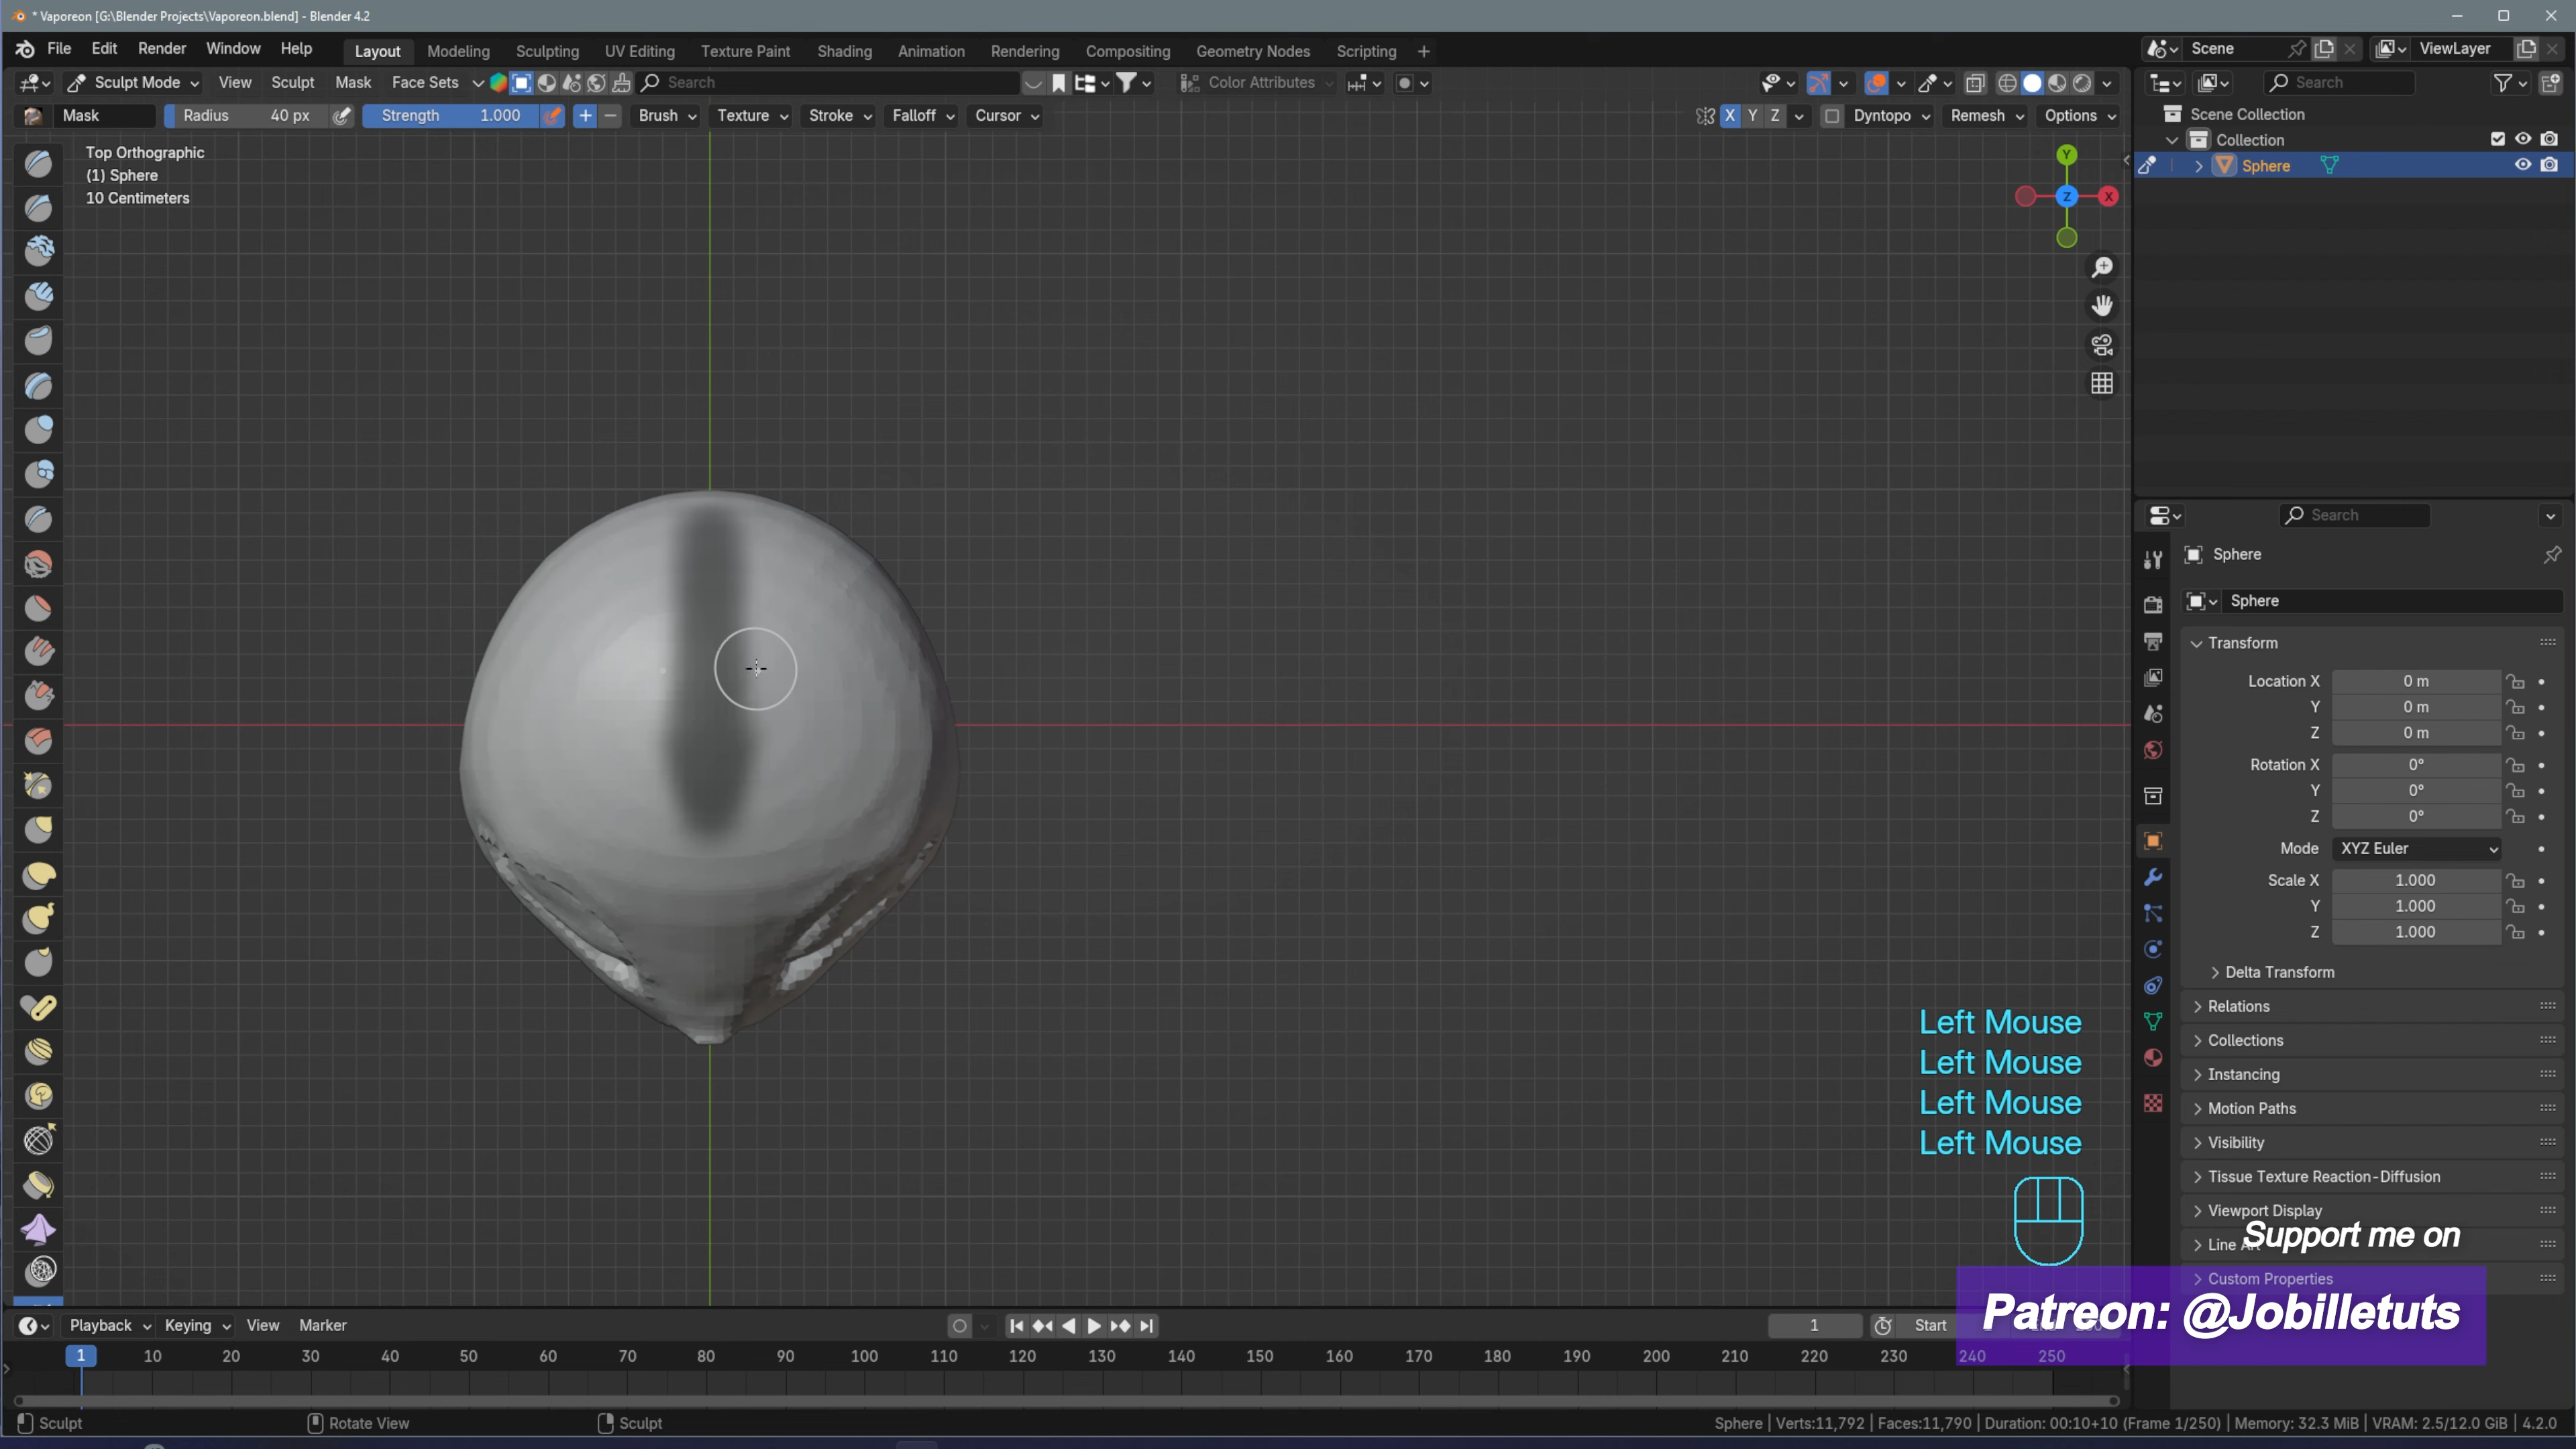 * Vaporeon [G:\Blender Projects\Vaporeon.blend] - Blender 4.2
File Edit Render Window Help Layout Modeling Sculpting UV Editing Texture Paint Shading Animation Rendering Compositing Geometry Nodes Scripting + Scene ViewLayer
Sculpt Mode View Sculpt Mask Face Sets Search Color Attributes Search
Mask Radius 40 px Strength 1.000 Brush Texture Stroke Falloff Cursor X Y Z Dyntopo Remesh Options
Scene Collection
Collection
Sphere
Top Orthographic
(1) Sphere
10 Centimeters
Y
Z X
Search
Sphere
Sphere
Transform
Location X 0 m
Y 0 m
Z 0 m
Rotation X 0°
Y 0°
Z 0°
Mode XYZ Euler
Scale X 1.000
Y 1.000
Z 1.000
Delta Transform
Relations
Collections
Instancing
Motion Paths
Visibility
Tissue Texture Reaction-Diffusion
Viewport Display
Line
Custom Properties
Left Mouse
Left Mouse
Left Mouse
Left Mouse
Support me on
Patreon: @Jobilletuts
Playback Keying View Marker 1 Start
1 10 20 30 40 50 60 70 80 90 100 110 120 130 140 150 160 170 180 190 200 210 220 230 240 250
Sculpt Rotate View Sculpt Sphere | Verts:11,792 | Faces:11,790 | Duration: 00:10+10 (Frame 1/250) | Memory: 32.3 MiB | VRAM: 2.5/12.0 GiB | 4.2.0